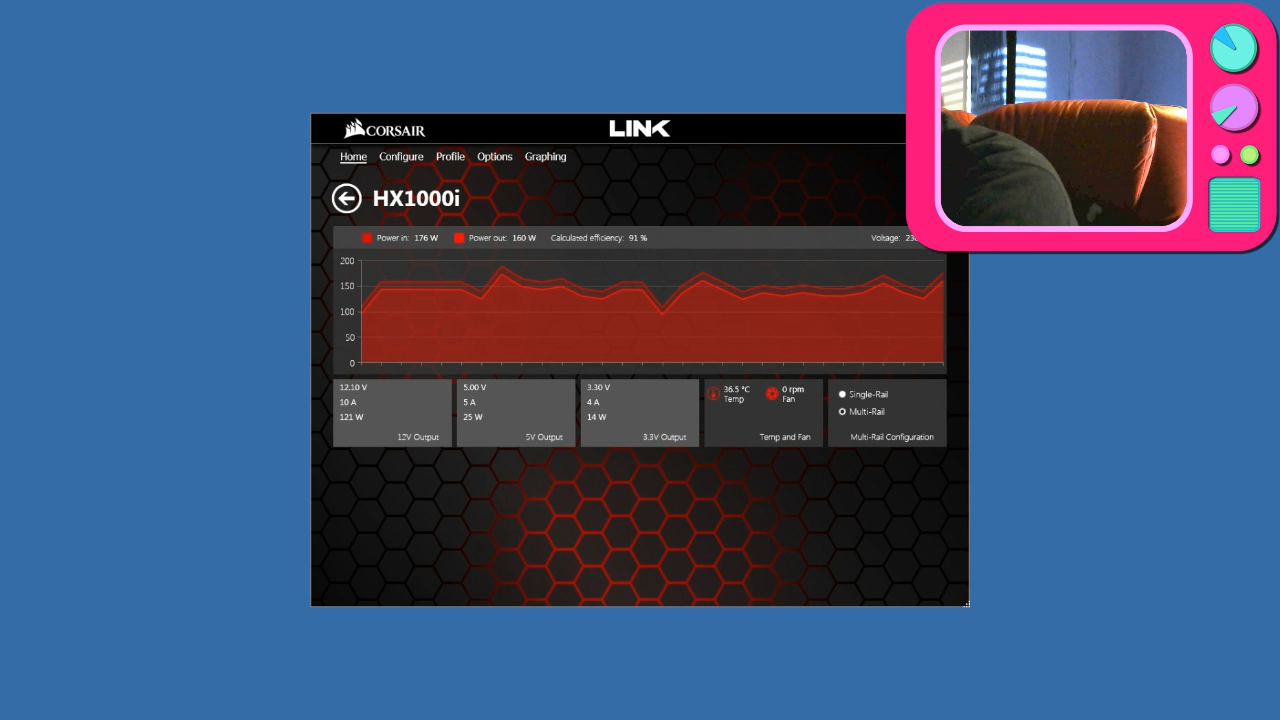 CORSAIR
LINK
Home Configure Profile Options Graphing
HX1000i
Power in: 176 W Power out: 160 W Calculated efficiency: 91 % Voltage:
200
150
100
50
0
12.10 V
10 A
121 W
12V Output
5.00 V
5 A
25 W
5V Output
3.30 V
4 A
14 W
3.3V Output
36.5 °C
Temp
0 rpm
Fan
Temp and Fan
Single-Rail
Multi-Rail
Multi-Rail Configuration